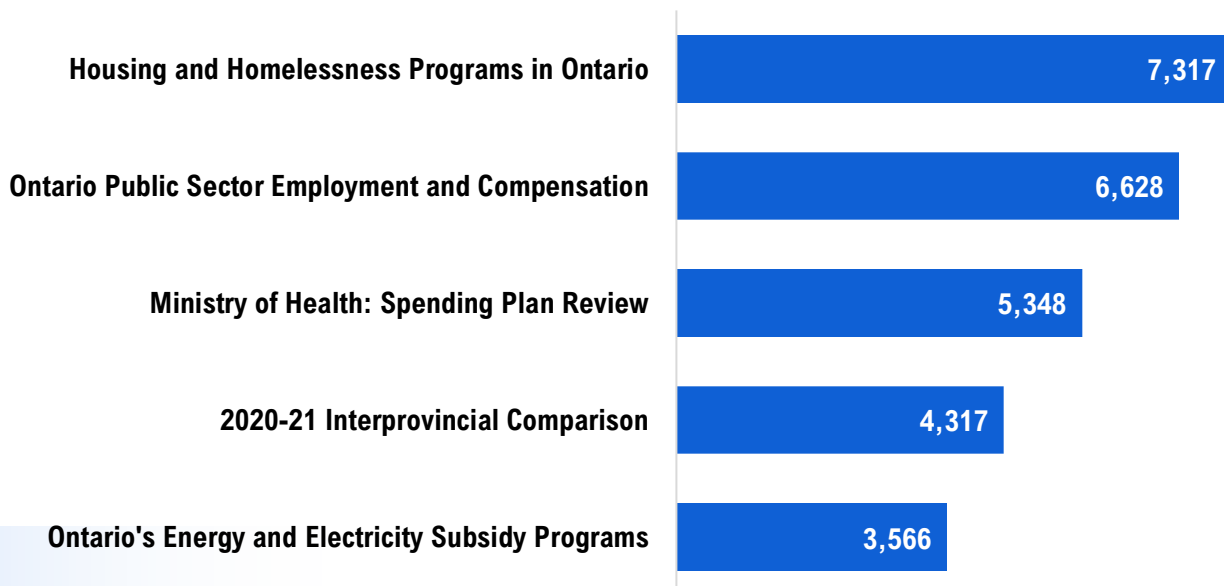 Housing and Homelessness Programs in Ontario 7,317
Ontario Public Sector Employment and Compensation 6,628
Ministry of Health: Spending Plan Review 5,348
2020-21 Interprovincial Comparison 4,317
Ontario's Energy and Electricity Subsidy Programs 3,566